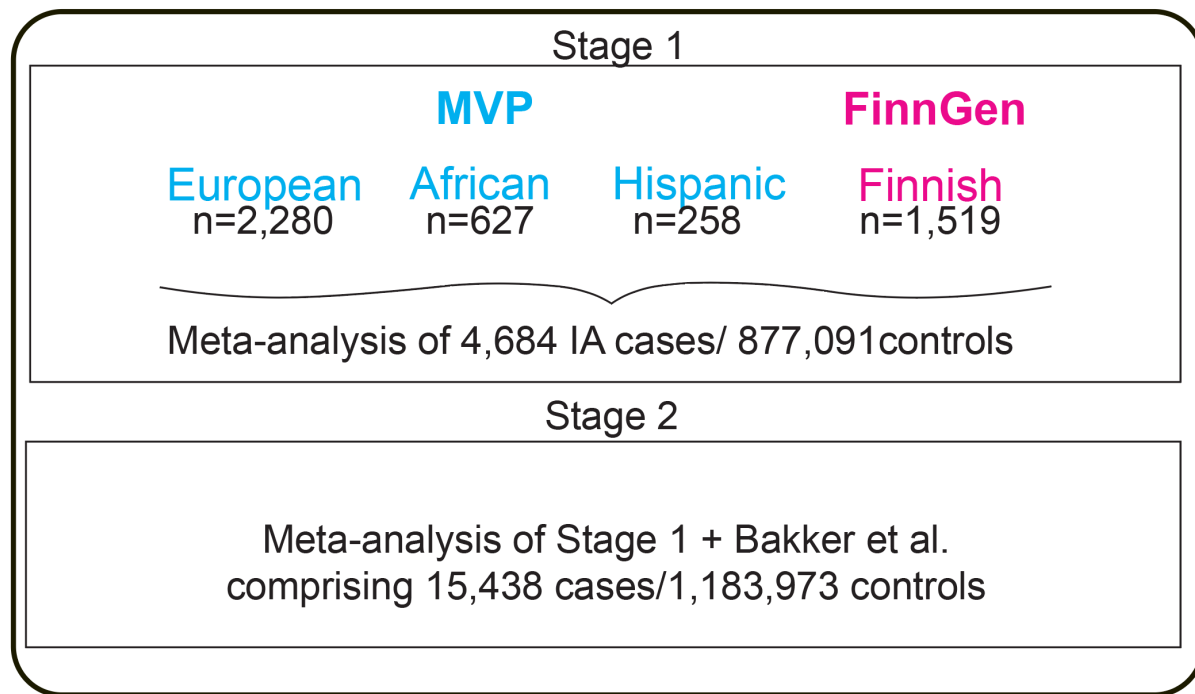 Stage 1
MVP FinnGen
European African Hispanic Finnish
n=2,280 n=627 n=258 n=1,519
Meta-analysis of 4,684 IA cases/ 877,091controls
Stage 2
Meta-analysis of Stage 1 + Bakker et al.
comprising 15,438 cases/1,183,973 controls